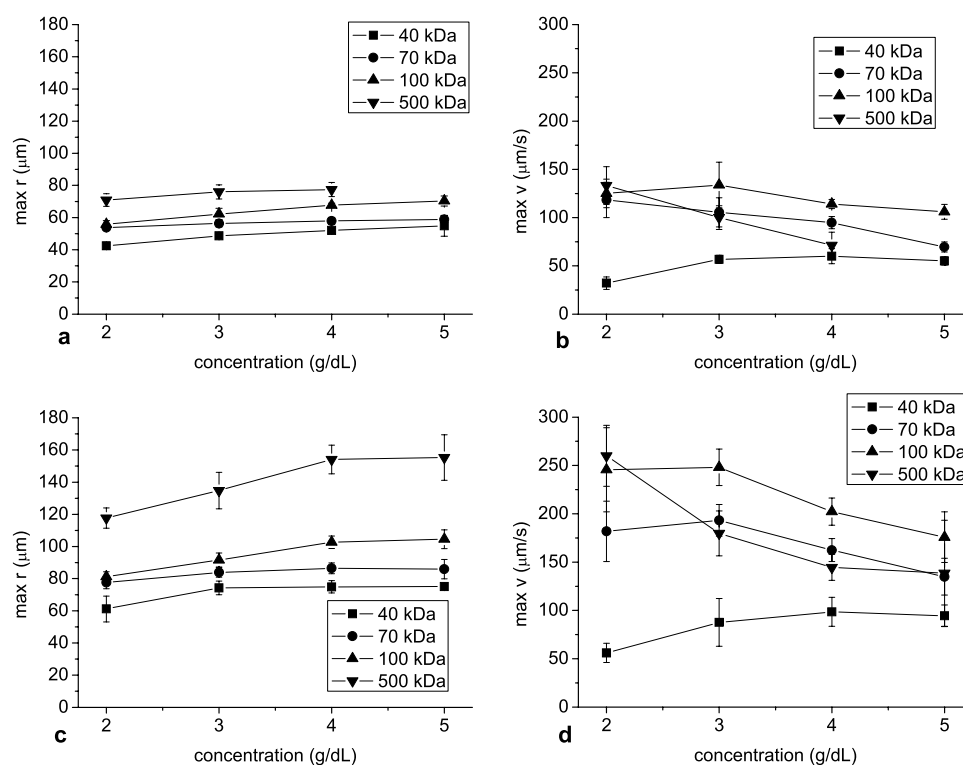 180
160
140
120
100
80
60
40
20
0
max r (μm)
40 kDa
70 kDa
100 kDa
500 kDa
2 3 4 5
a
concentration (g/dL)
300
250
200
150
100
50
0
max v (μm/s)
40 kDa
70 kDa
100 kDa
500 kDa
2 3 4 5
b
concentration (g/dL)
180
160
140
120
100
80
60
40
20
0
max r (μm)
40 kDa
70 kDa
100 kDa
500 kDa
2 3 4 5
c
concentration (g/dL)
300
250
200
150
100
50
0
max v (μm/s)
40 kDa
70 kDa
100 kDa
500 kDa
2 3 4 5
d
concentration (g/dL)